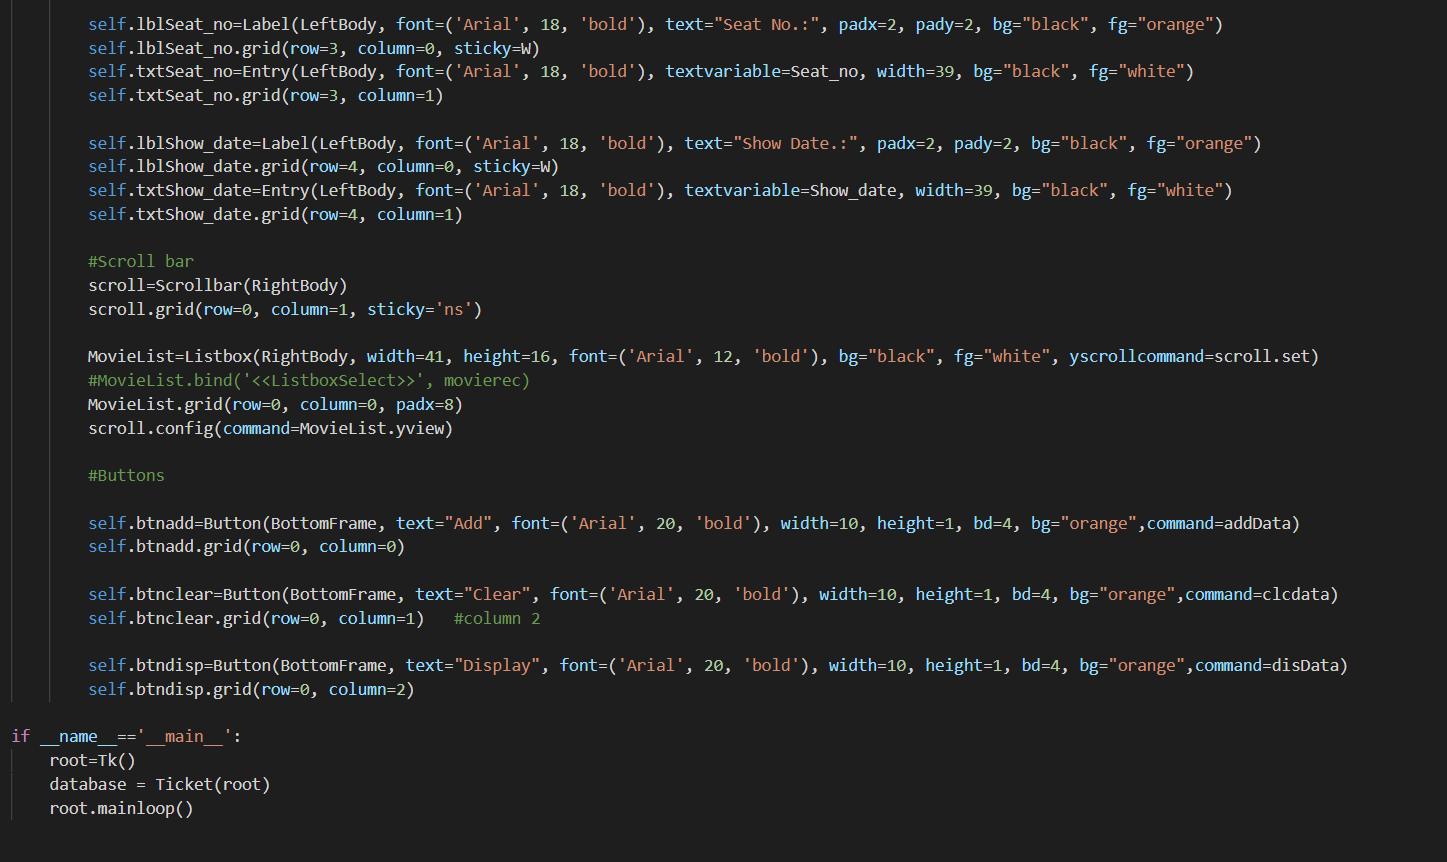 self.lblSeat_no=Label(LeftBody, font=('Arial', 18, 'bold'), text="Seat No.:", padx=2, pady=2, bg="black", fg="orange")
self.lblSeat_no.grid(row=3, column=0, sticky=W)
self.txtSeat_no=Entry(LeftBody, font=('Arial', 18, 'bold'), textvariable=Seat_no, width=39, bg="black", fg="white")
self.txtSeat_no.grid(row=3, column=1)
self.lblShow_date=Label(LeftBody, font=('Arial', 18, 'bold'), text="Show Date.:", padx=2, pady=2, bg="black", fg="orange")
self.lblShow_date.grid(row=4, column=0, sticky=W)
self.txtShow_date=Entry(LeftBody, font=('Arial', 18, 'bold'), textvariable=Show_date, width=39, bg="black", fg="white")
self.txtShow_date.grid(row=4, column=1)
#Scroll bar
scroll=Scrollbar(RightBody)
scroll.grid(row=0, column=1, sticky='ns')
MovieList=Listbox(RightBody, width=41, height=16, font=('Arial', 12, 'bold'), bg="black", fg="white", yscrollcommand=scroll.set)
#MovieList.bind('<<ListboxSelect>>', movierec)
MovieList.grid(row=0, column=0, padx=8)
scroll.config(command=MovieList.yview)
#Buttons
self.btnadd=Button(BottomFrame, text="Add", font=('Arial', 20, 'bold'), width=10, height=1, bd=4, bg="orange",command=addData)
self.btnadd.grid(row=0, column=0)
self.btnclear=Button(BottomFrame, text="Clear", font=('Arial', 20, 'bold'), width=10, height=1, bd=4, bg="orange",command=clcdata)
self.btnclear.grid(row=0, column=1)   #column 2
self.btndisp=Button(BottomFrame, text="Display", font=('Arial', 20, 'bold'), width=10, height=1, bd=4, bg="orange",command=disData)
self.btndisp.grid(row=0, column=2)
if __name__=='__main__':
root=Tk()
database = Ticket(root)
root.mainloop()